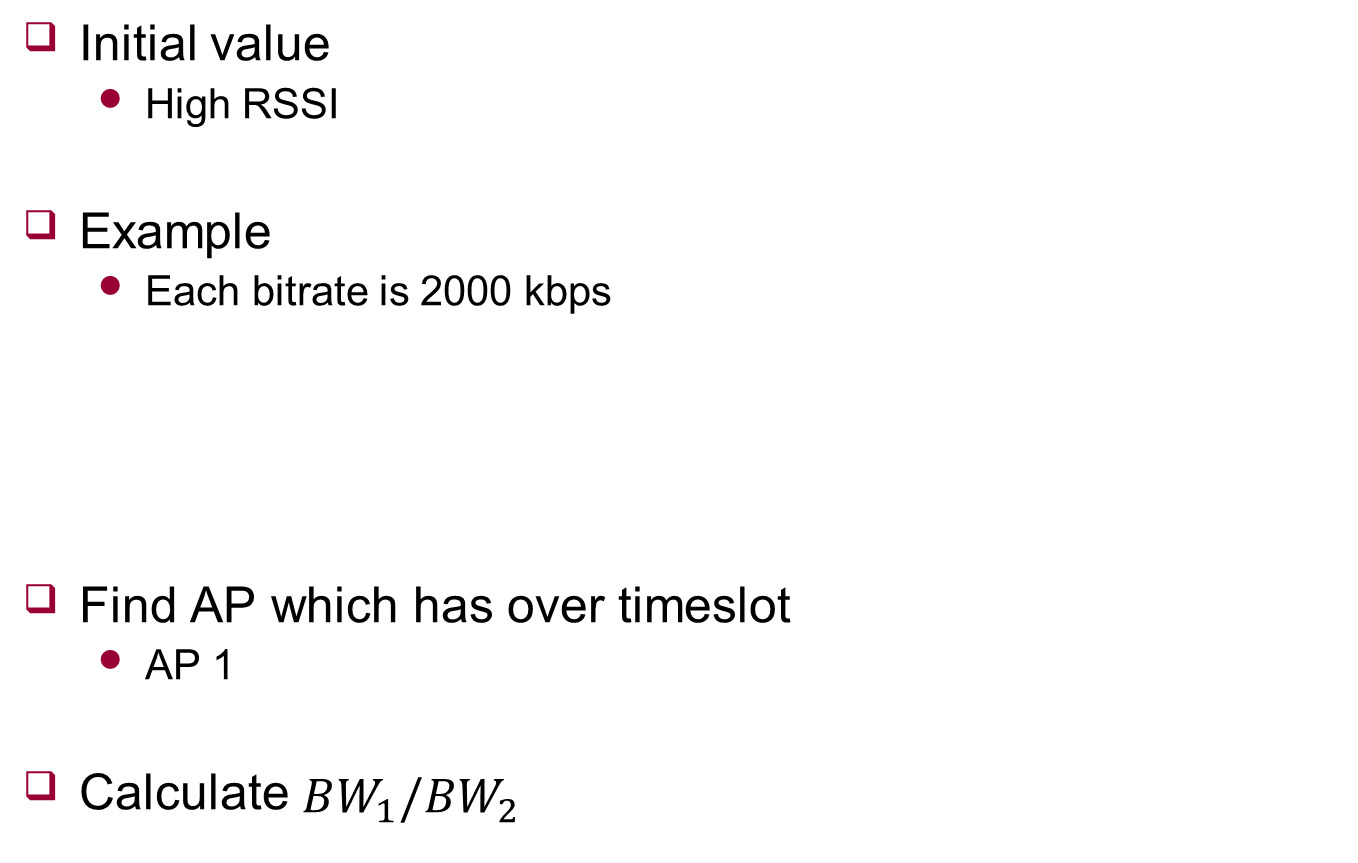 Initial value
High RSSI
Example
Each bitrate is 2000 kbps
Find AP which has over timeslot
AP 1
Calculate BW₁/BW₂